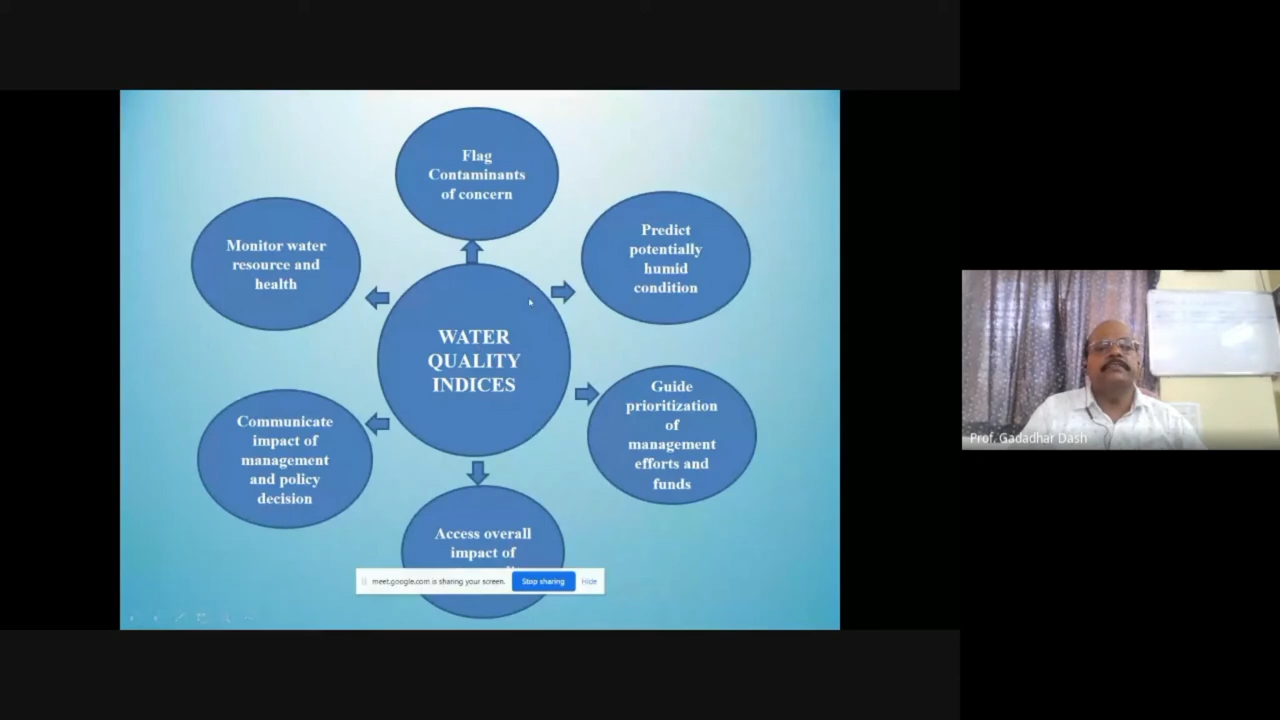 Flag
Contaminants
of concern
Predict
potentially
humid
condition
Monitor water
resource and
health
WATER
QUALITY
INDICES
Guide
prioritization
of
management
efforts and
funds
Communicate
impact of
management
and policy
decision
Access overall
impact of
meet.google.com is sharing your screen.
Stop sharing
Hide
Prof. Gadadhar Dash